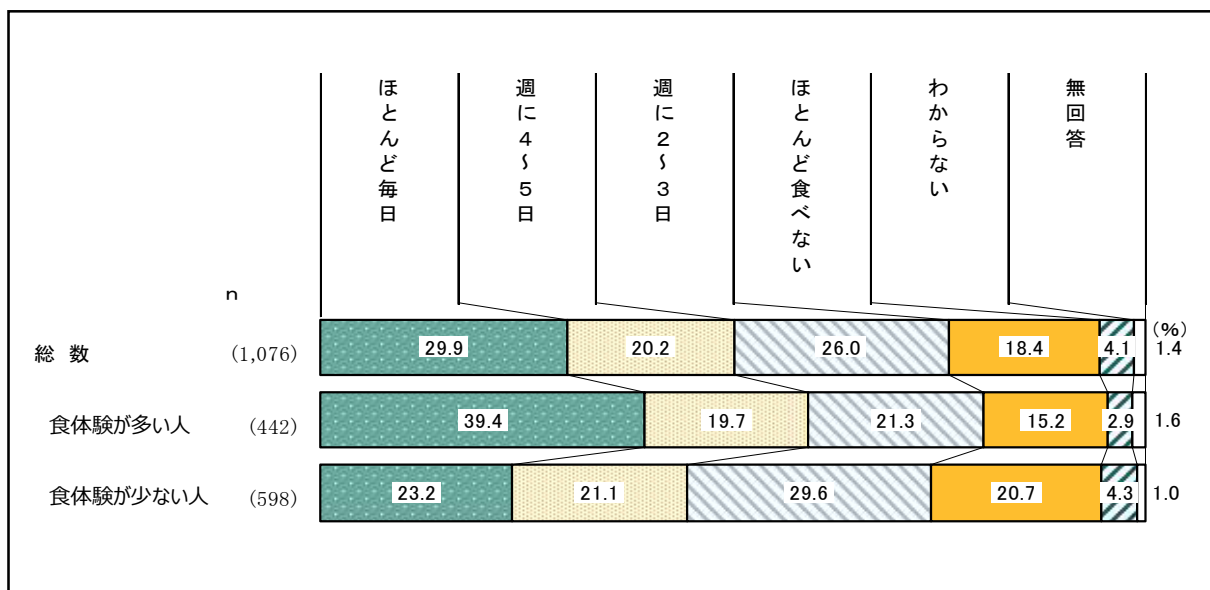 ほとんど毎日
週に4～5日
週に2～3日
ほとんど食べない
わからない
無回答
n
(%)
総 数 (1,076) 29.9 20.2 26.0 18.4 4.1 1.4
食体験が多い人 (442) 39.4 19.7 21.3 15.2 2.9 1.6
食体験が少ない人 (598) 23.2 21.1 29.6 20.7 4.3 1.0